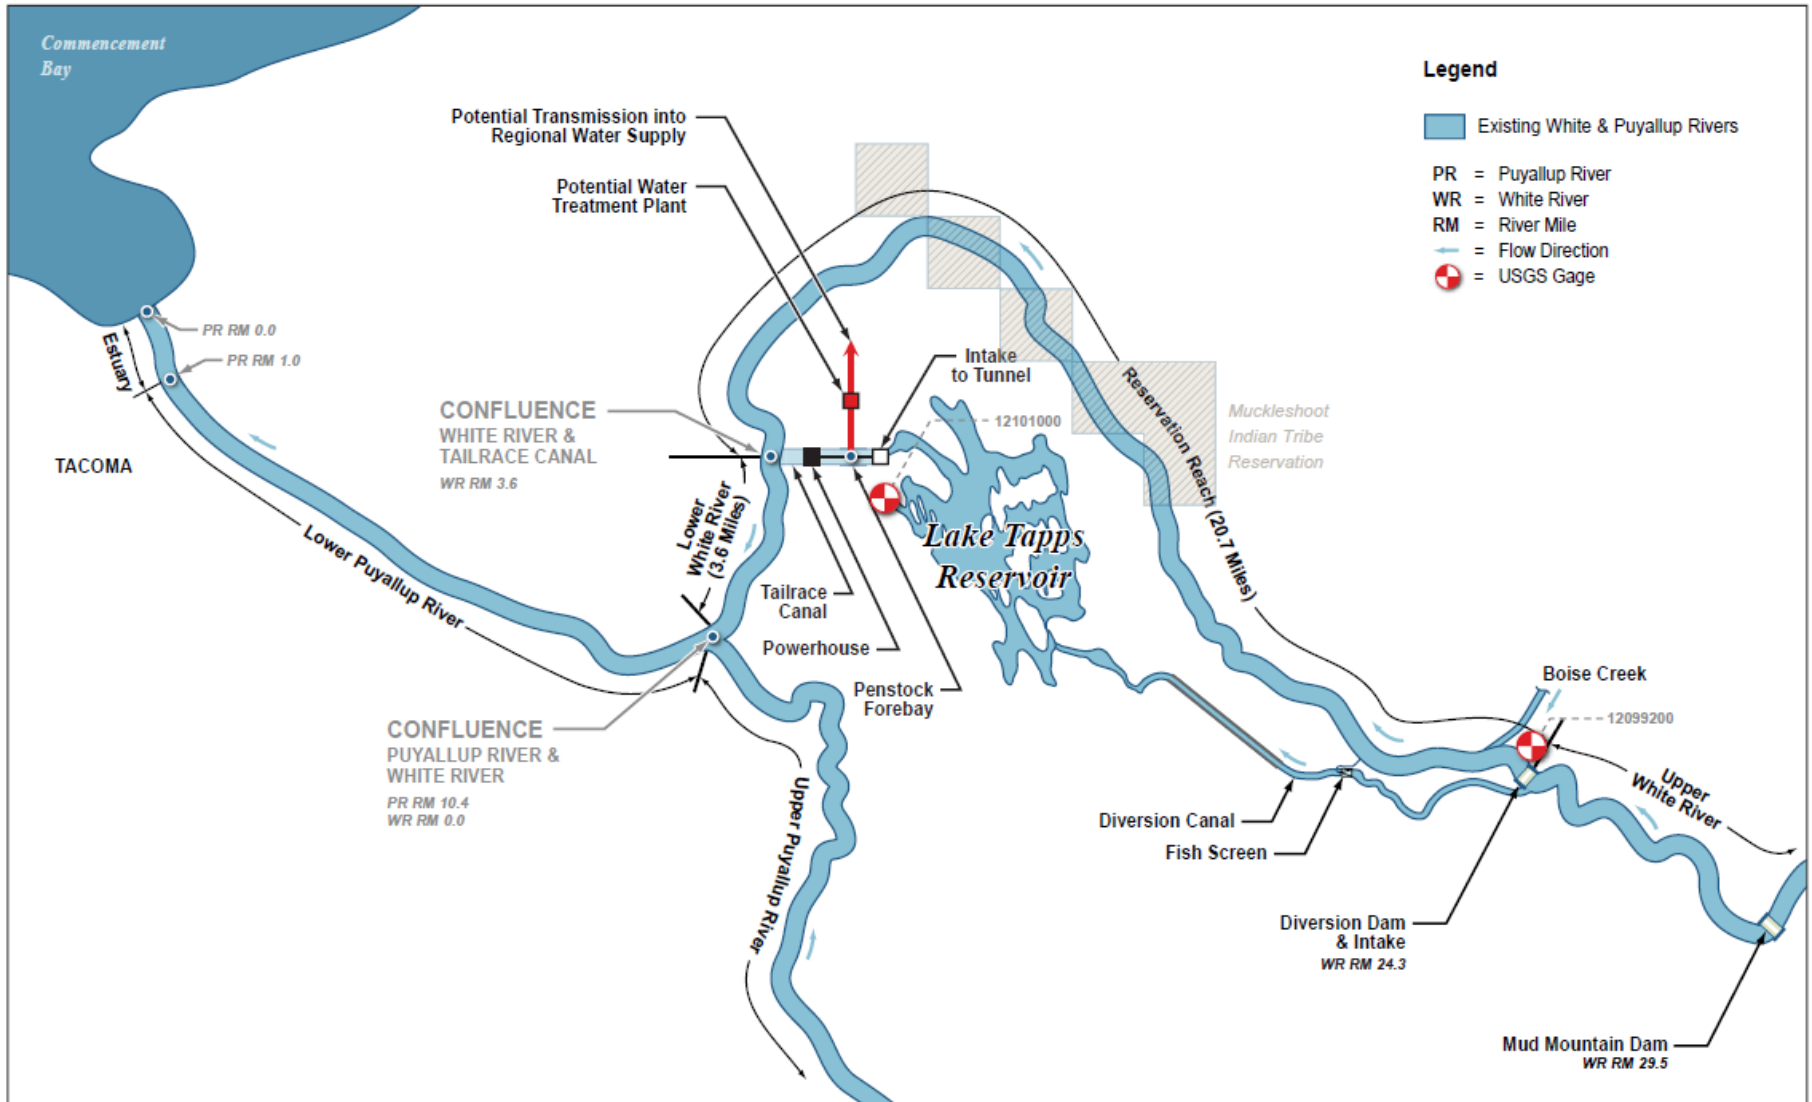 Commencement
Bay
Legend
Existing White & Puyallup Rivers
PR = Puyallup River
WR = White River
RM = River Mile
= Flow Direction
= USGS Gage
Potential Transmission into
Regional Water Supply
Potential Water
Treatment Plant
PR RM 0.0
PR RM 1.0
Estuary
Intake
to Tunnel
12101000
CONFLUENCE
WHITE RIVER &
TAILRACE CANAL
WR RM 3.6
Muckleshoot
Indian Tribe
Reservation
Reservation Reach (20.7 Miles)
TACOMA
Lower Puyallup River
Lower
White River
(3.6 Miles)
Lake Tapps
Reservoir
Tailrace
Canal
Powerhouse
Penstock
Forebay
Boise Creek
12099200
CONFLUENCE
PUYALLUP RIVER &
WHITE RIVER
PR RM 10.4
WR RM 0.0
Upper Puyallup River
Upper
White River
Diversion Canal
Fish Screen
Diversion Dam
& Intake
WR RM 24.3
Mud Mountain Dam
WR RM 29.5